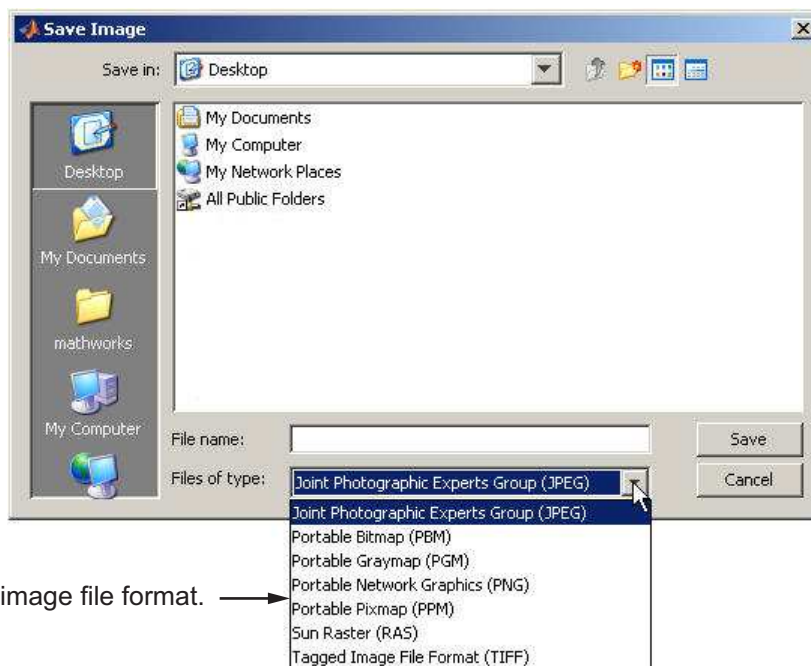 Save Image
Save in: Desktop
Desktop
My Documents
mathworks
My Computer
My Documents
My Computer
My Network Places
All Public Folders
File name:
Save
Files of type: Joint Photographic Experts Group (JPEG)
Cancel
Joint Photographic Experts Group (JPEG)
Portable Bitmap (PBM)
Portable Graymap (PGM)
Portable Network Graphics (PNG)
Portable Pixmap (PPM)
Sun Raster (RAS)
Tagged Image File Format (TIFF)
image file format.